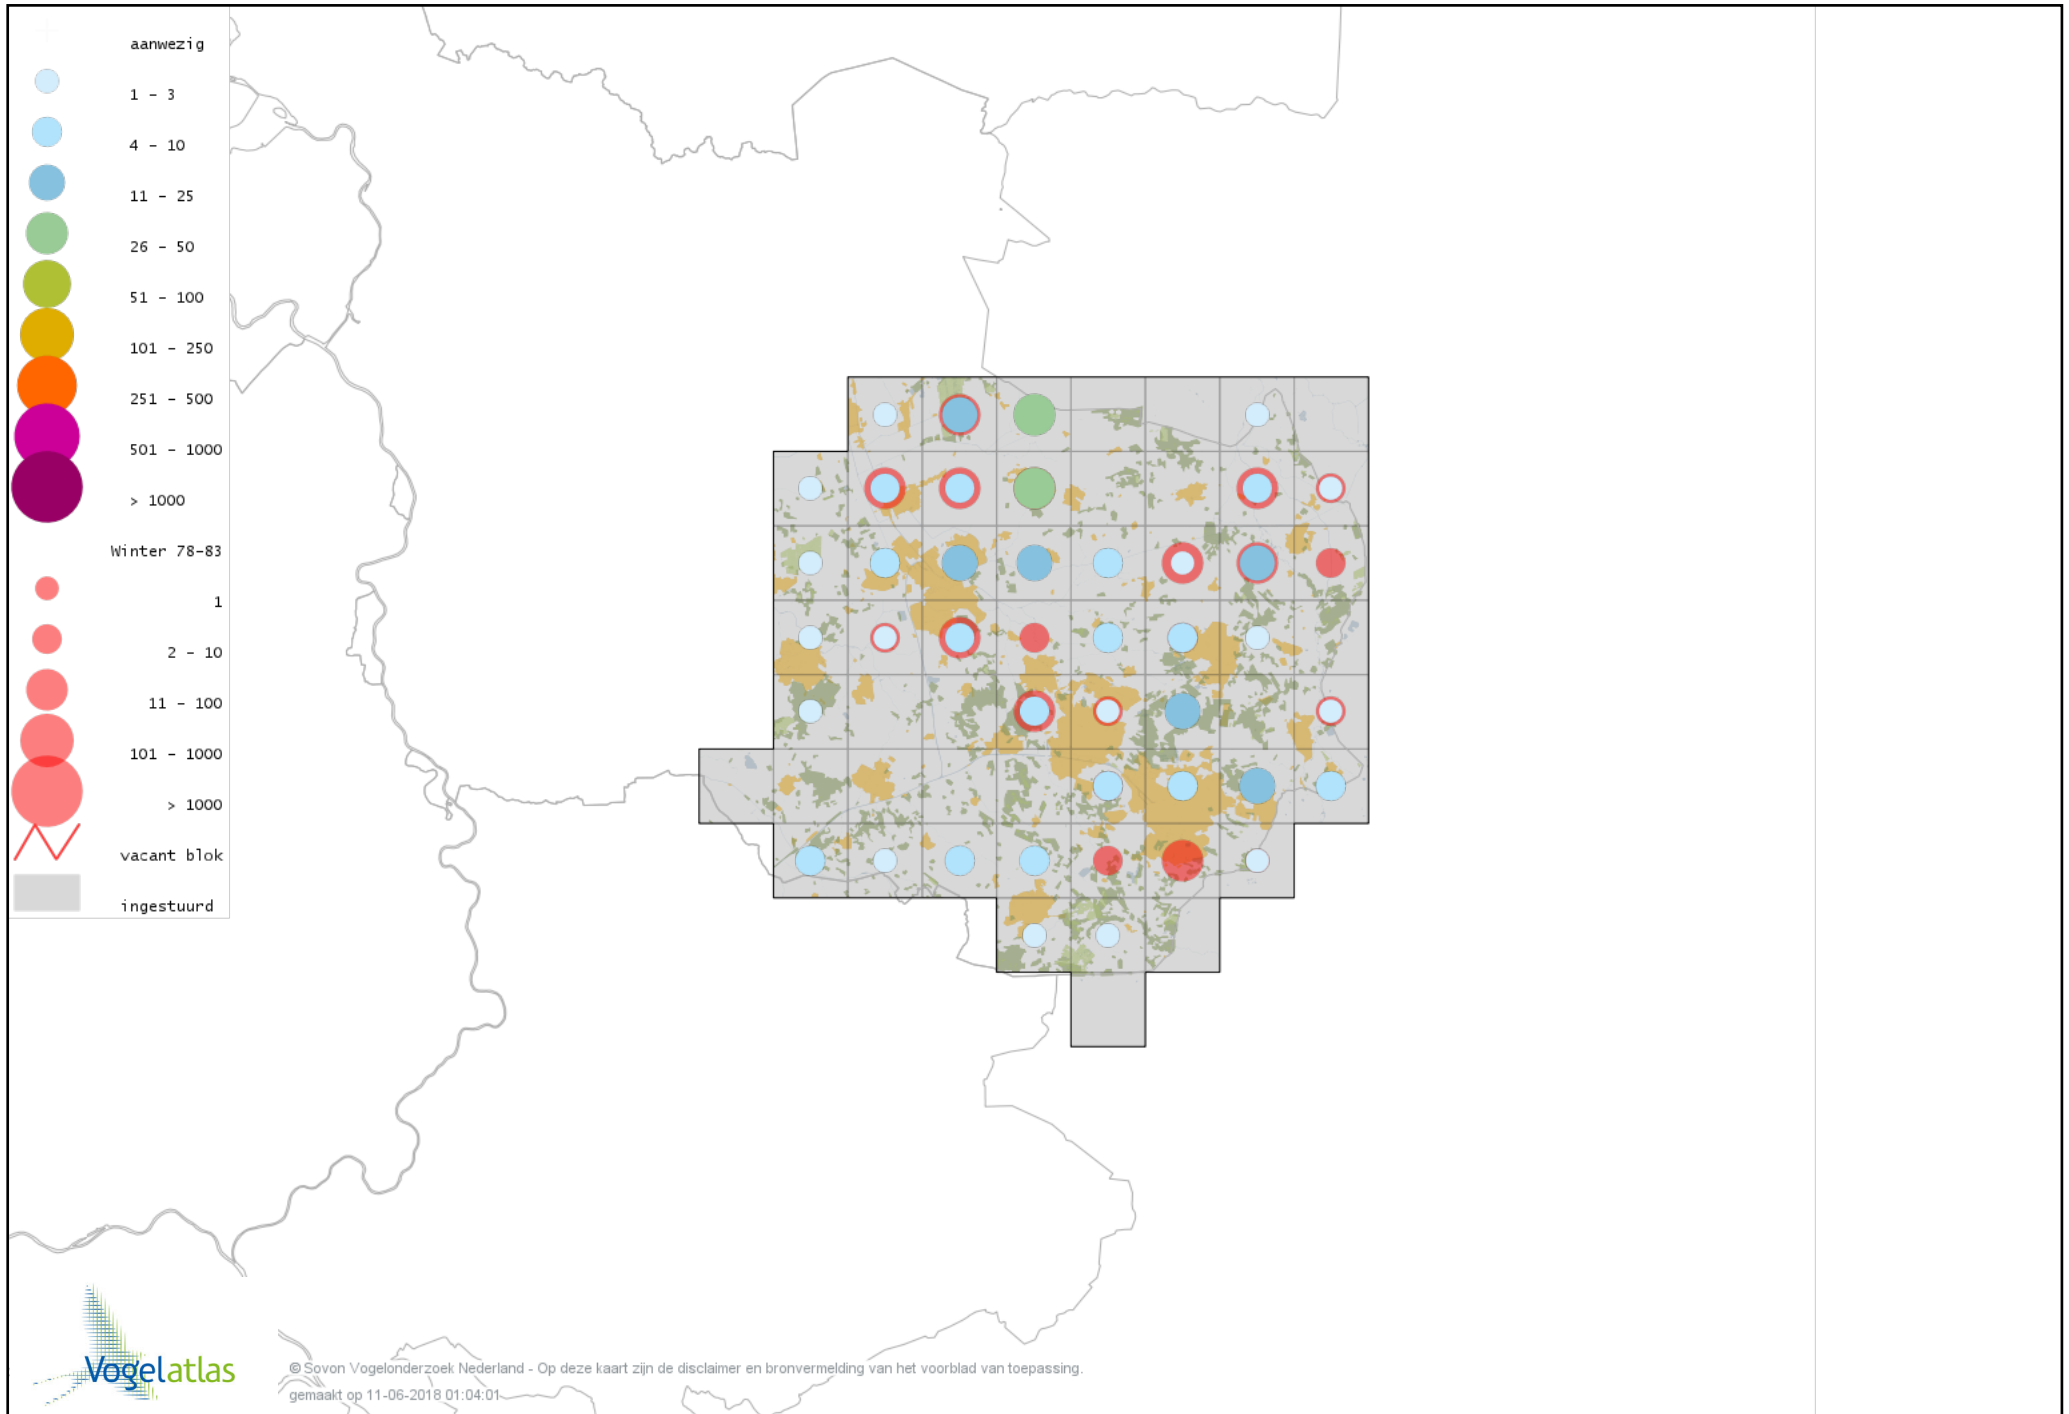 aanwezig
1 - 3
4 - 10
11 - 25
26 - 50
51 - 100
101 - 250
251 - 500
501 - 1000
> 1000
Winter 78-83
1
2 - 10
11 - 100
101 - 1000
> 1000
vacant blok
ingestuurd
Vogelatlas
© Sovon Vogelonderzoek Nederland - Op deze kaart zijn de disclaimer en bronvermelding van het voorblad van toepassing.
gemaakt op 11-06-2018 01:04:01